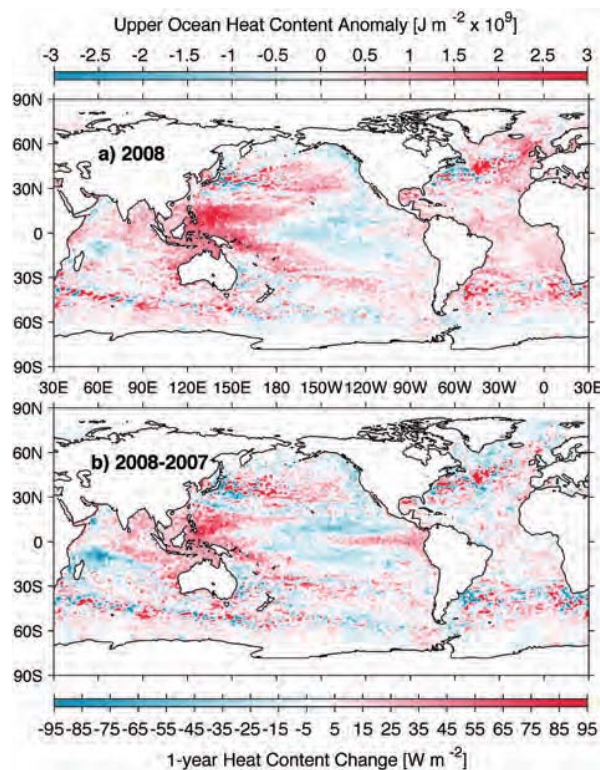 Upper Ocean Heat Content Anomaly [J m⁻² x 10⁹]
-3 -2.5 -2 -1.5 -1 -0.5 0 0.5 1 1.5 2 2.5 3
90N
a) 2008
60N
30N
0
30S
60S
90S
30E 60E 90E 120E 150E 180 150W 120W 90W 60W 30W 0 30E
90N
b) 2008-2007
60N
30N
0
30S
60S
90S
-95 -85 -75 -65 -55 -45 -35 -25 -15 -5 5 15 25 35 45 55 65 75 85 95
1-year Heat Content Change [W m⁻²]